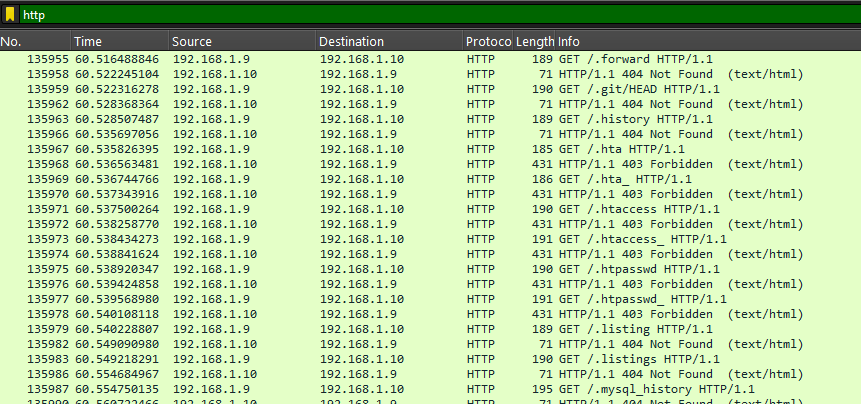 http
No. Time Source Destination Protoco Length Info
135955 60.516488846 192.168.1.9 192.168.1.10 HTTP 189 GET /.forward HTTP/1.1
135958 60.522245104 192.168.1.10 192.168.1.9 HTTP 71 HTTP/1.1 404 Not Found (text/html)
135959 60.522316278 192.168.1.9 192.168.1.10 HTTP 190 GET /.git/HEAD HTTP/1.1
135962 60.528368364 192.168.1.10 192.168.1.9 HTTP 71 HTTP/1.1 404 Not Found (text/html)
135963 60.528507487 192.168.1.9 192.168.1.10 HTTP 189 GET /.history HTTP/1.1
135966 60.535697056 192.168.1.10 192.168.1.9 HTTP 71 HTTP/1.1 404 Not Found (text/html)
135967 60.535826395 192.168.1.9 192.168.1.10 HTTP 185 GET /.hta HTTP/1.1
135968 60.536563481 192.168.1.10 192.168.1.9 HTTP 431 HTTP/1.1 403 Forbidden (text/html)
135969 60.536744766 192.168.1.9 192.168.1.10 HTTP 186 GET /.hta_ HTTP/1.1
135970 60.537343916 192.168.1.10 192.168.1.9 HTTP 431 HTTP/1.1 403 Forbidden (text/html)
135971 60.537500264 192.168.1.9 192.168.1.10 HTTP 190 GET /.htaccess HTTP/1.1
135972 60.538258770 192.168.1.10 192.168.1.9 HTTP 431 HTTP/1.1 403 Forbidden (text/html)
135973 60.538434273 192.168.1.9 192.168.1.10 HTTP 191 GET /.htaccess_ HTTP/1.1
135974 60.538841624 192.168.1.10 192.168.1.9 HTTP 431 HTTP/1.1 403 Forbidden (text/html)
135975 60.538920347 192.168.1.9 192.168.1.10 HTTP 190 GET /.htpasswd HTTP/1.1
135976 60.539424858 192.168.1.10 192.168.1.9 HTTP 431 HTTP/1.1 403 Forbidden (text/html)
135977 60.539568980 192.168.1.9 192.168.1.10 HTTP 191 GET /.htpasswd_ HTTP/1.1
135978 60.540108118 192.168.1.10 192.168.1.9 HTTP 431 HTTP/1.1 403 Forbidden (text/html)
135979 60.540228807 192.168.1.9 192.168.1.10 HTTP 189 GET /.listing HTTP/1.1
135982 60.549090980 192.168.1.10 192.168.1.9 HTTP 71 HTTP/1.1 404 Not Found (text/html)
135983 60.549218291 192.168.1.9 192.168.1.10 HTTP 190 GET /.listings HTTP/1.1
135986 60.554684967 192.168.1.10 192.168.1.9 HTTP 71 HTTP/1.1 404 Not Found (text/html)
135987 60.554750135 192.168.1.9 192.168.1.10 HTTP 195 GET /.mysql_history HTTP/1.1
135990 60.560722466 192.168.1.10 192.168.1.9 HTTP 71 HTTP/1.1 404 Not Found (text/html)